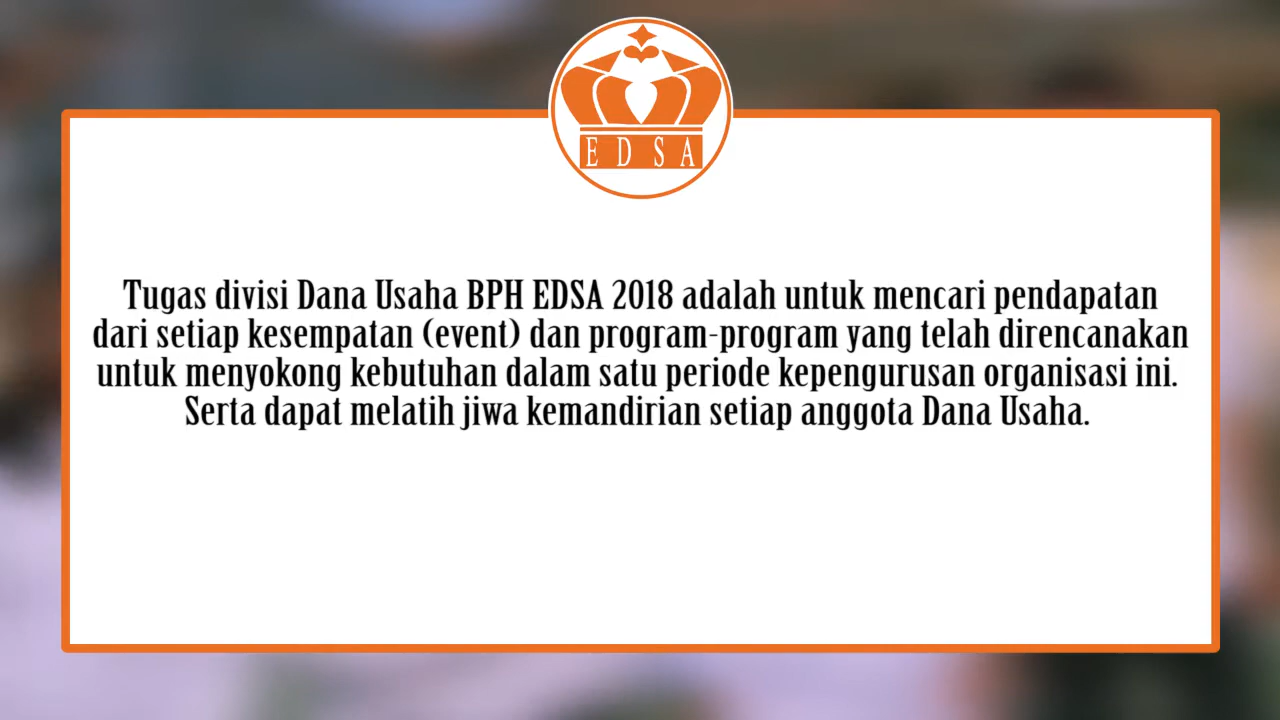 EDSA
Tugas divisi Dana Usaha BPH EDSA 2018 adalah untuk mencari pendapatan
dari setiap kesempatan (event) dan program-program yang telah direncanakan
untuk menyokong kebutuhan dalam satu periode kepengurusan organisasi ini.
Serta dapat melatih jiwa kemandirian setiap anggota Dana Usaha.